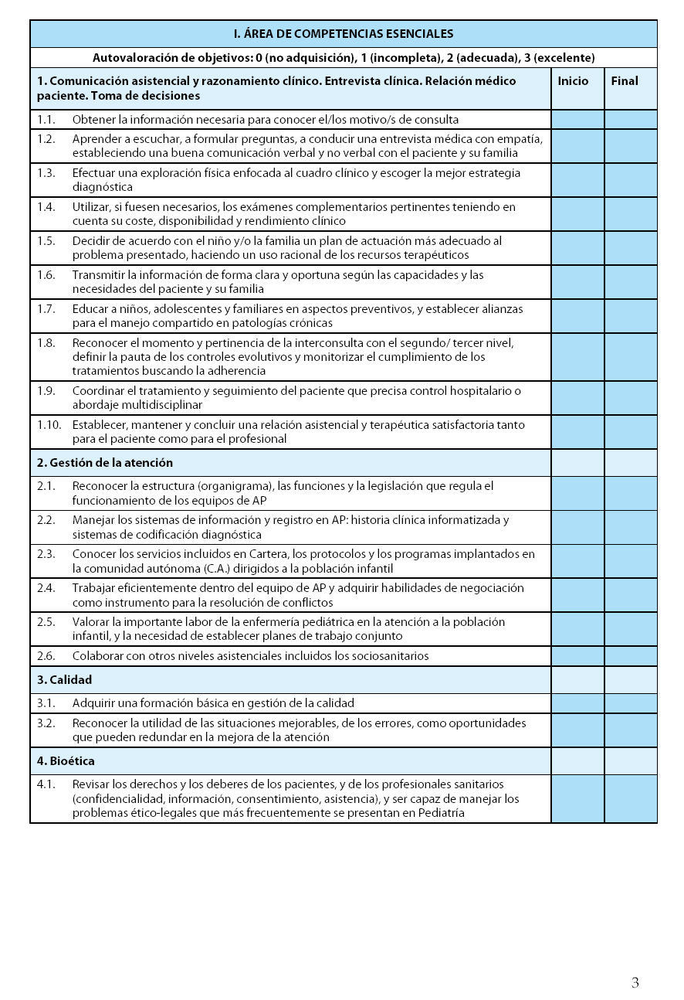 I. ÁREA DE COMPETENCIAS ESENCIALES
Autovaloración de objetivos: 0 (no adquisición), 1 (incompleta), 2 (adecuada), 3 (excelente)
1. Comunicación asistencial y razonamiento clínico. Entrevista clínica. Relación médico Inicio Final
paciente. Toma de decisiones
1.1. Obtener la información necesaria para conocer el/los motivo/s de consulta
1.2. Aprender a escuchar, a formular preguntas, a conducir una entrevista médica con empatía,
estableciendo una buena comunicación verbal y no verbal con el paciente y su familia
1.3. Efectuar una exploración física enfocada al cuadro clínico y escoger la mejor estrategia
diagnóstica
1.4. Utilizar, si fuesen necesarios, los exámenes complementarios pertinentes teniendo en
cuenta su coste, disponibilidad y rendimiento clínico
1.5. Decidir de acuerdo con el niño y/o la familia un plan de actuación más adecuado al
problema presentado, haciendo un uso racional de los recursos terapéuticos
1.6. Transmitir la información de forma clara y oportuna según las capacidades y las
necesidades del paciente y su familia
1.7. Educar a niños, adolescentes y familiares en aspectos preventivos, y establecer alianzas
para el manejo compartido en patologías crónicas
1.8. Reconocer el momento y pertinencia de la interconsulta con el segundo/ tercer nivel,
definir la pauta de los controles evolutivos y monitorizar el cumplimiento de los
tratamientos buscando la adherencia
1.9. Coordinar el tratamiento y seguimiento del paciente que precisa control hospitalario o
abordaje multidisciplinar
1.10. Establecer, mantener y concluir una relación asistencial y terapéutica satisfactoria tanto
para el paciente como para el profesional
2. Gestión de la atención
2.1. Reconocer la estructura (organigrama), las funciones y la legislación que regula el
funcionamiento de los equipos de AP
2.2. Manejar los sistemas de información y registro en AP: historia clínica informatizada y
sistemas de codificación diagnóstica
2.3. Conocer los servicios incluidos en Cartera, los protocolos y los programas implantados en
la comunidad autónoma (C.A.) dirigidos a la población infantil
2.4. Trabajar eficientemente dentro del equipo de AP y adquirir habilidades de negociación
como instrumento para la resolución de conflictos
2.5. Valorar la importante labor de la enfermería pediátrica en la atención a la población
infantil, y la necesidad de establecer planes de trabajo conjunto
2.6. Colaborar con otros niveles asistenciales incluidos los sociosanitarios
3. Calidad
3.1. Adquirir una formación básica en gestión de la calidad
3.2. Reconocer la utilidad de las situaciones mejorables, de los errores, como oportunidades
que pueden redundar en la mejora de la atención
4. Bioética
4.1. Revisar los derechos y los deberes de los pacientes, y de los profesionales sanitarios
(confidencialidad, información, consentimiento, asistencia), y ser capaz de manejar los
problemas ético-legales que más frecuentemente se presentan en Pediatría
3